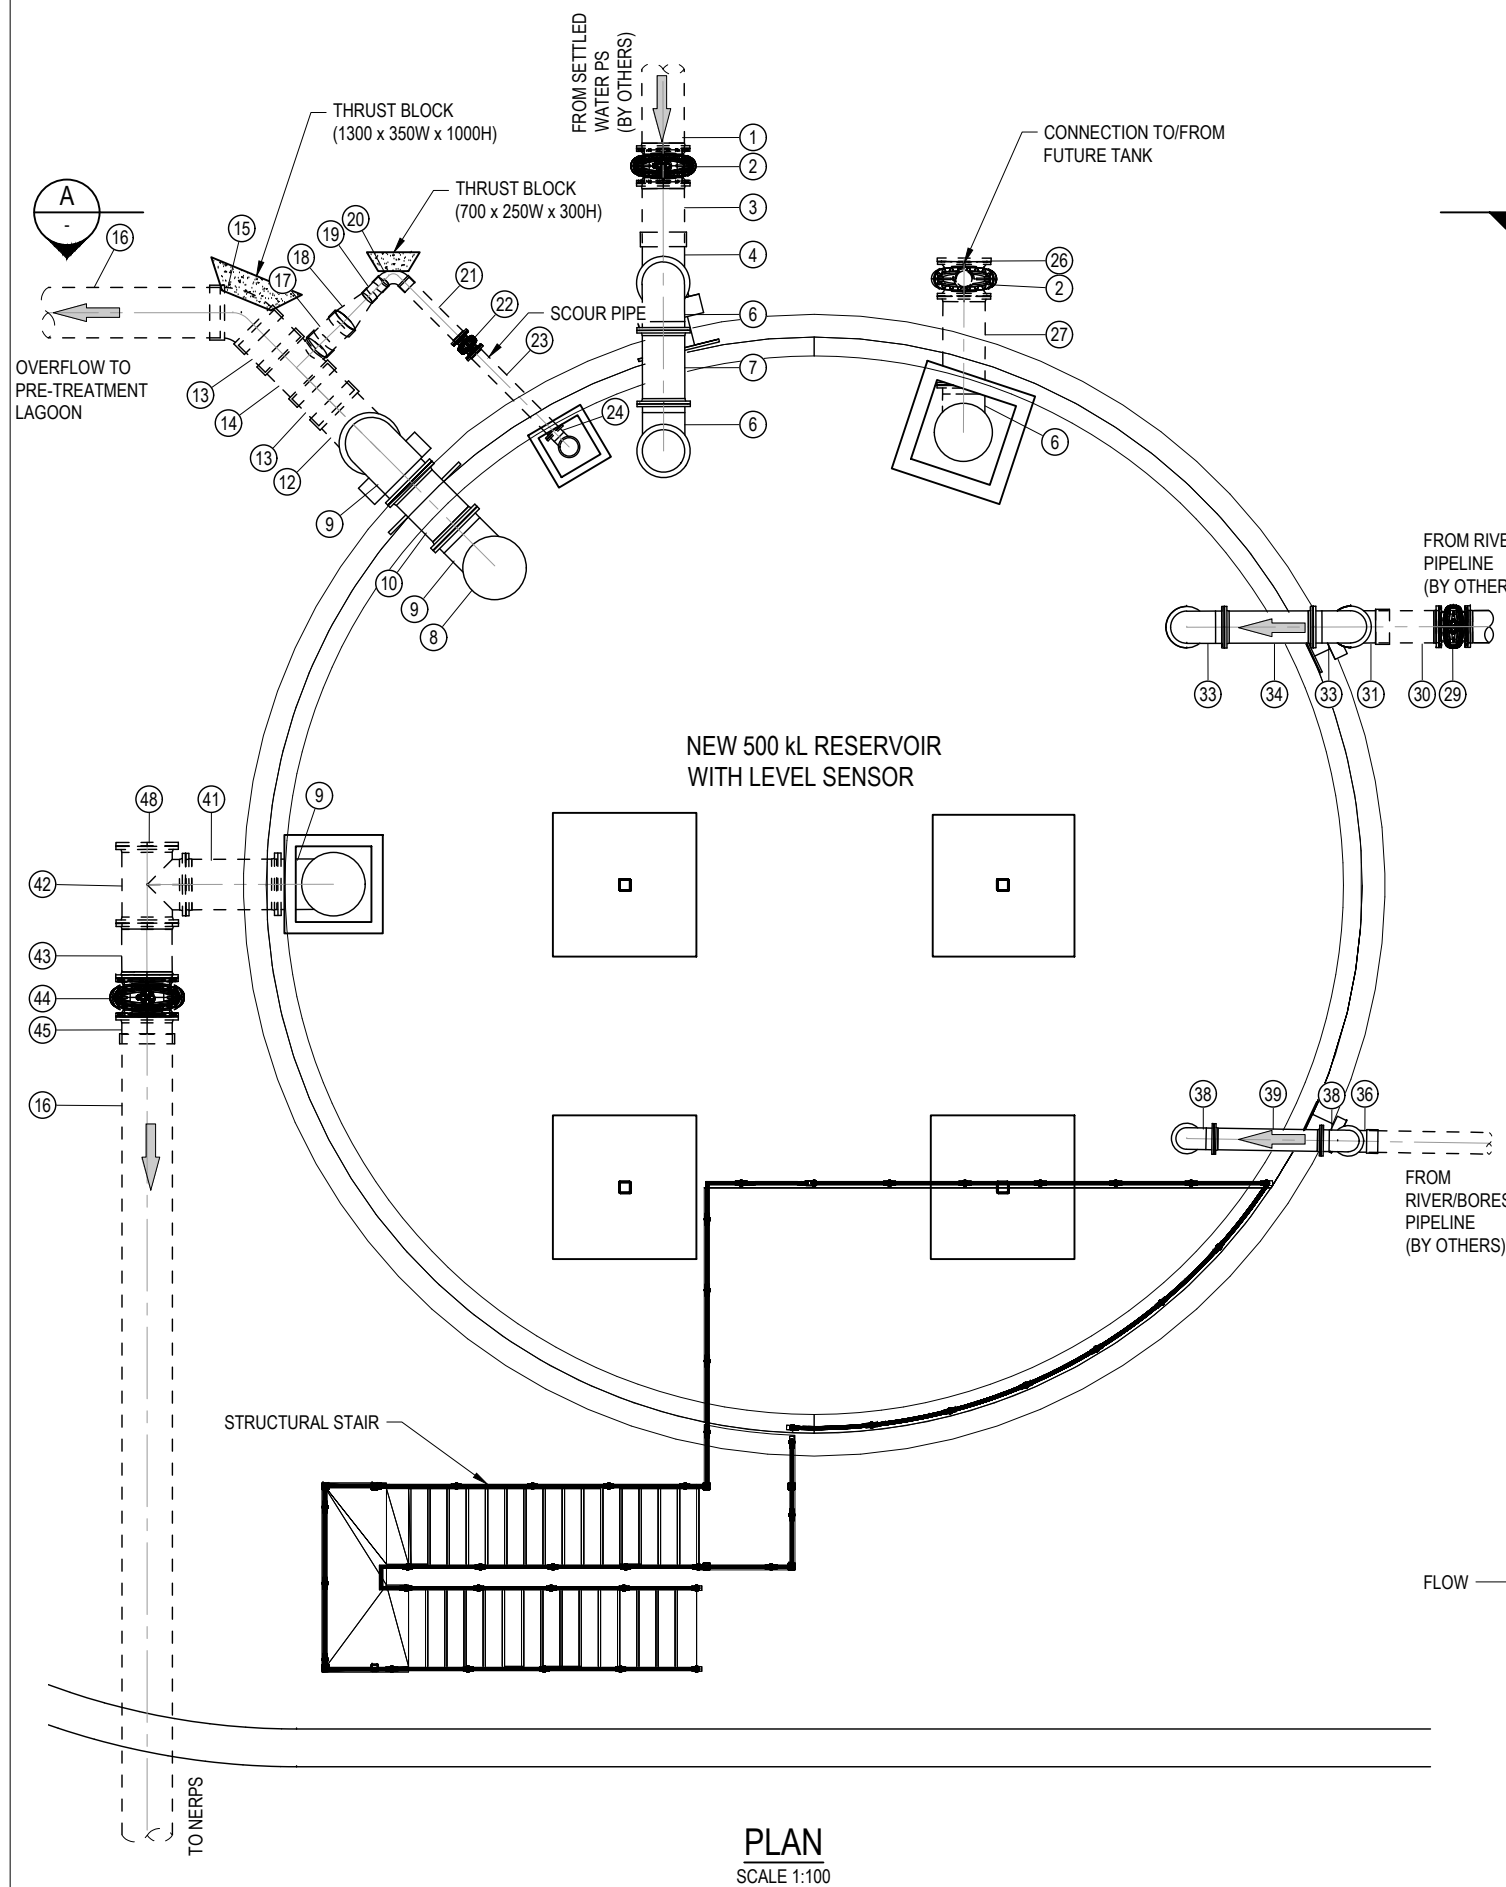 FROM SETTLED
WATER PS
(BY OTHERS)
THRUST BLOCK
(1300 x 350W x 1000H)
1
CONNECTION TO/FROM
FUTURE TANK
2
THRUST BLOCK
(700 x 250W x 300H)
A
-
3
20
15
19
16
4
26
18
17
21
2
22
SCOUR PIPE
6
23
27
OVERFLOW TO
PRE-TREATMENT
LAGOON
7
13
24
14
6
6
13
12
9
FROM RIVE
PIPELINE
(BY OTHER
10
9
8
33
34
33
31
30
29
NEW 500 kL RESERVOIR
WITH LEVEL SENSOR
48
41
9
42
43
44
45
16
38
39
38
36
FROM
RIVER/BORES
PIPELINE
(BY OTHERS)
STRUCTURAL STAIR
FLOW
TO NERPS
PLAN
SCALE 1:100